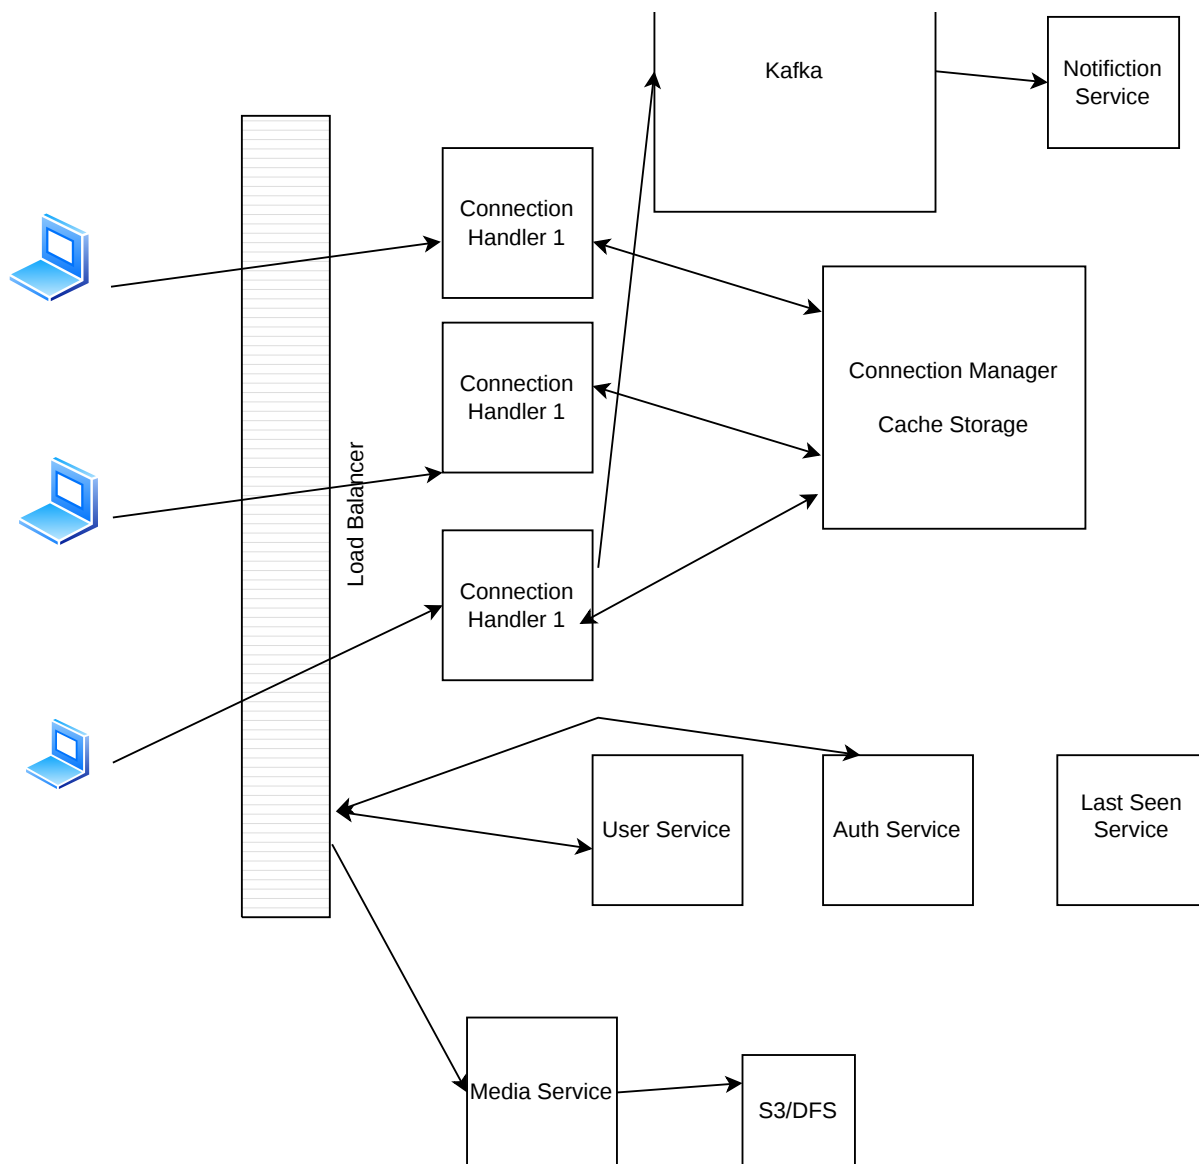 Kafka
Notifiction
Service
Connection
Handler 1
Connection
Handler 1
Connection
Handler 1
Load Balancer
Connection Manager
Cache Storage
User Service
Auth Service
Last Seen
Service
Media Service
S3/DFS